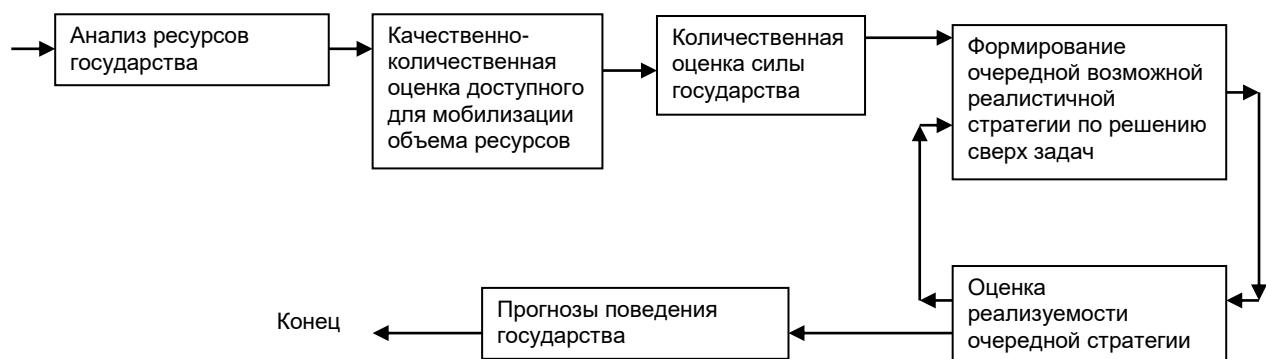 Анализ ресурсов
государства
Качественно-
количественная
оценка доступного
для мобилизации
объема ресурсов
Количественная
оценка силы
государства
Формирование
очередной возможной
реалистичной
стратегии по решению
сверх задач
Оценка
реализуемости
очередной стратегии
Прогнозы поведения
государства
Конец